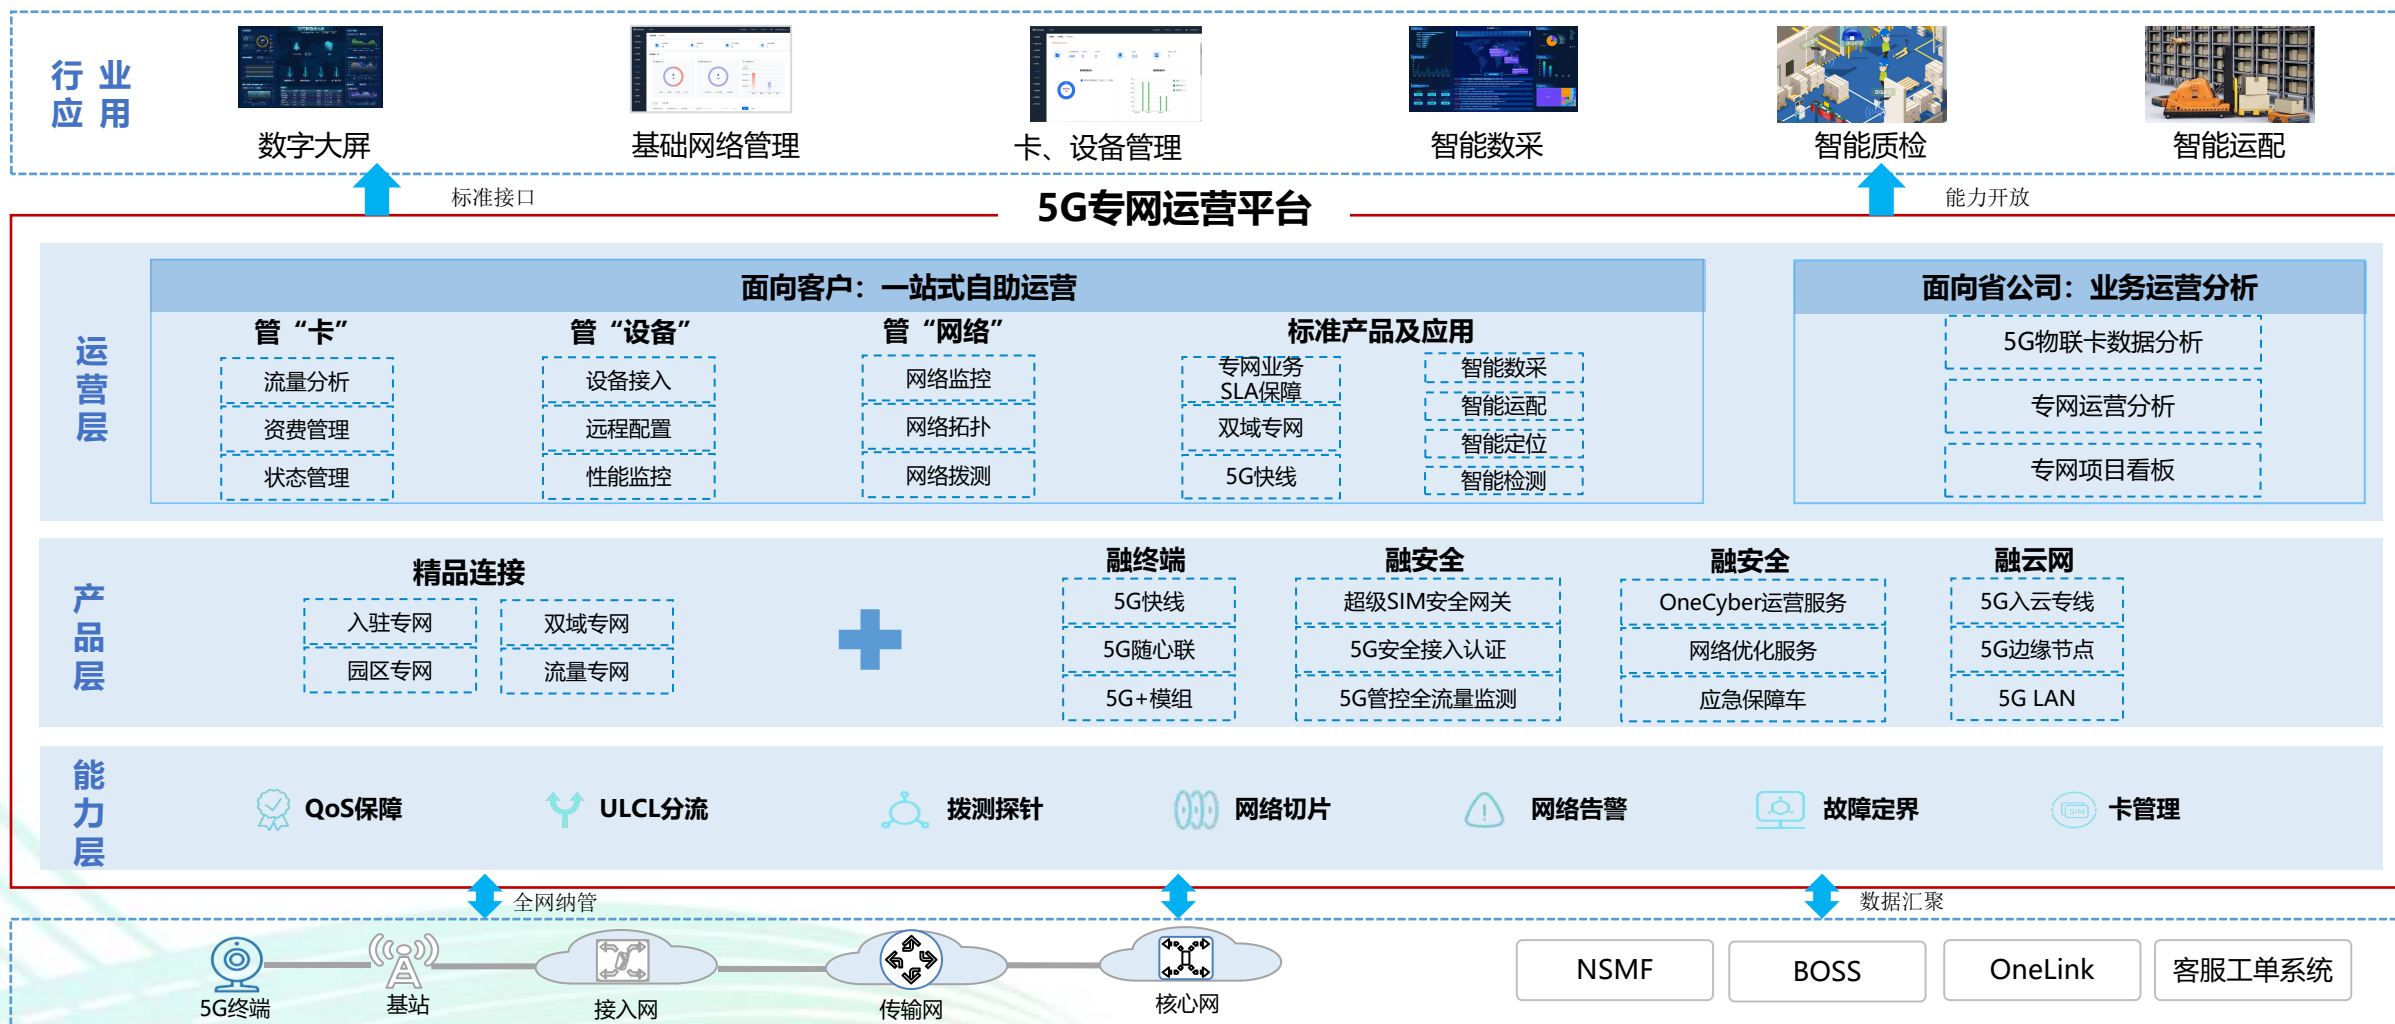 行 业
应 用
数字大屏
基础网络管理
卡、设备管理
智能数采
智能质检
智能运配
标准接口
5G专网运营平台
能力开放
运营层
面向客户：一站式自助运营
管“卡”
流量分析
资费管理
状态管理
管“设备”
设备接入
远程配置
性能监控
管“网络”
网络监控
网络拓扑
网络拨测
标准产品及应用
专网业务
SLA保障
双域专网
5G快线
智能数采
智能运配
智能定位
智能检测
面向省公司：业务运营分析
5G物联卡数据分析
专网运营分析
专网项目看板
产品层
精品连接
入驻专网
双域专网
园区专网
流量专网
融终端
5G快线
5G随心联
5G+模组
融安全
超级SIM安全网关
5G安全接入认证
5G管控全流量监测
融安全
OneCyber运营服务
网络优化服务
应急保障车
融云网
5G入云专线
5G边缘节点
5G LAN
能力层
QoS保障
ULCL分流
拨测探针
网络切片
网络告警
故障定界
SIM
卡管理
全网纳管
数据汇聚
5G终端
基站
接入网
传输网
核心网
NSMF
BOSS
OneLink
客服工单系统